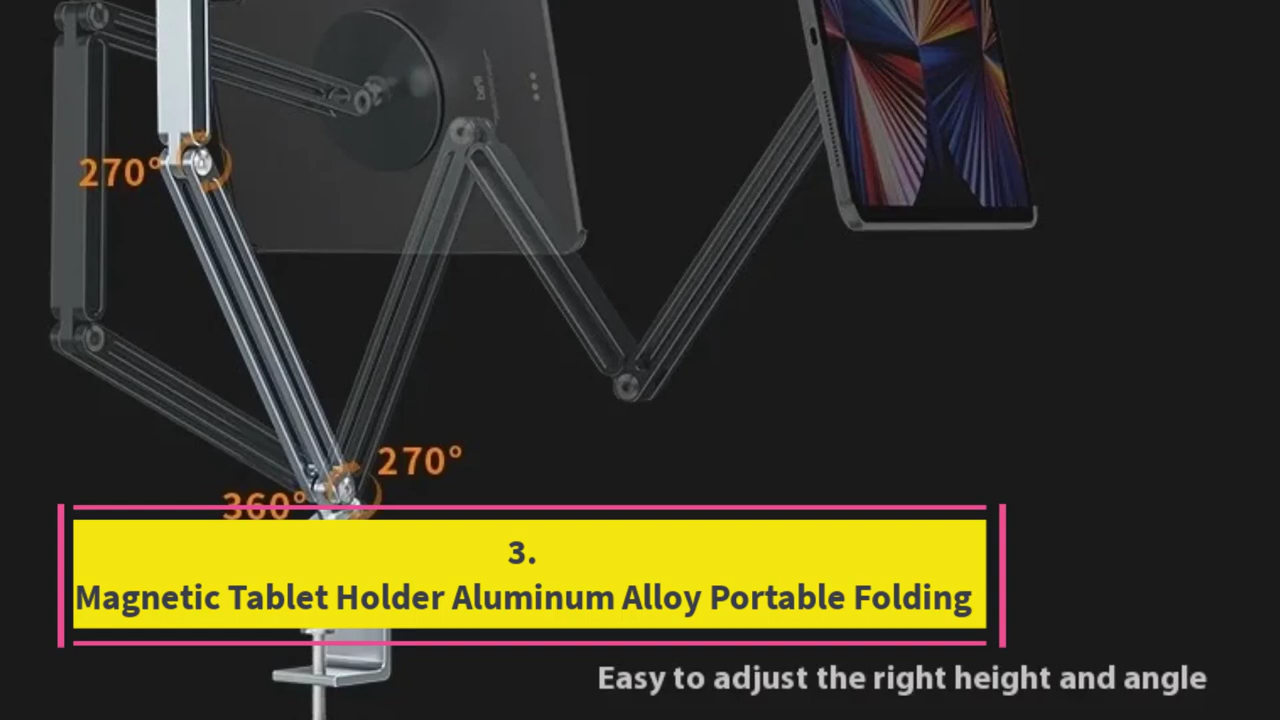 270°
270°
360°
3.
Magnetic Tablet Holder Aluminum Alloy Portable Folding
Easy to adjust the right height and angle